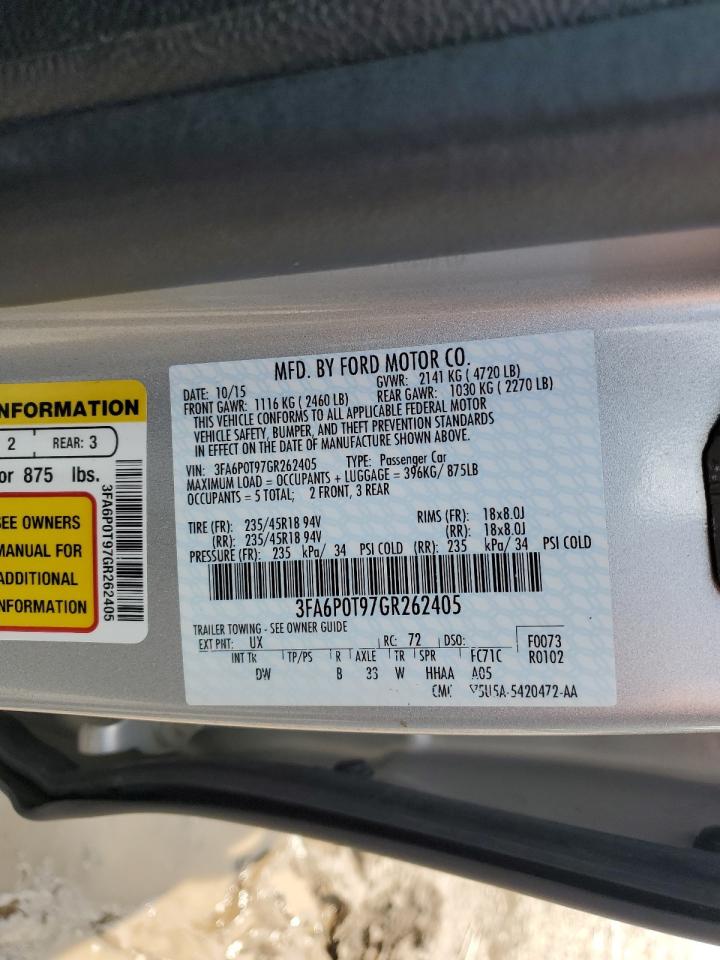 NFORMATION
2 REAR: 3
or 875 lbs.
EE OWNERS
MANUAL FOR
ADDITIONAL
NFORMATION
3FA6P0T97GR262405
MFD. BY FORD MOTOR CO.
DATE: 10/15 GVWR: 2141 KG ( 4720 LB)
FRONT GAWR: 1116 KG ( 2460 LB) REAR GAWR: 1030 KG ( 2270 LB)
THIS VEHICLE CONFORMS TO ALL APPLICABLE FEDERAL MOTOR
VEHICLE SAFETY, BUMPER, AND THEFT PREVENTION STANDARDS
IN EFFECT ON THE DATE OF MANUFACTURE SHOWN ABOVE.
VIN: 3FA6P0T97GR262405 TYPE: Passenger Car
MAXIMUM LOAD = OCCUPANTS + LUGGAGE = 396KG/ 875LB
OCCUPANTS = 5 TOTAL; 2 FRONT, 3 REAR
TIRE (FR): 235/45R18 94V RIMS (FR): 18x8.0J
(RR): 235/45R18 94V (RR): 18x8.0J
PRESSURE (FR): 235 kPa/ 34 PSI COLD (RR): 235 kPa/ 34 PSI COLD
3FA6P0T97GR262405
TRAILER TOWING - SEE OWNER GUIDE
EXT PNT: UX RC: 72 DSO: F0073
INT TR TP/PS R AXLE TR SPR FC71C R0102
DW B 33 W HHAA A05
5U5A-5420472-AA